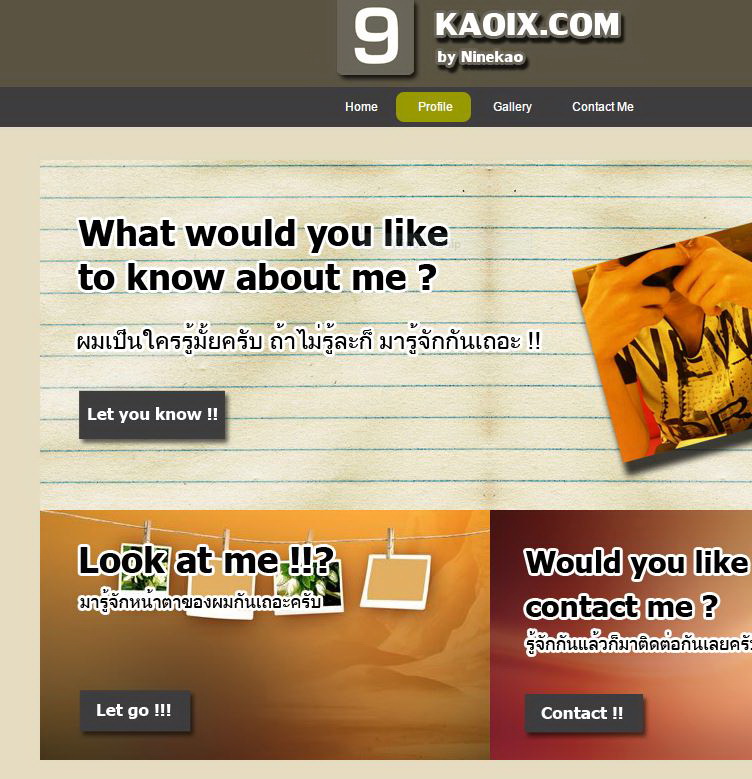 9
KAOIX.COM
by Ninekao
Home Profile Gallery Contact Me
What would you like
to know about me ?
ผมเป็นใครรู้มั้ยครับ ถ้าไม่รู้ละก็ มารู้จักกันเถอะ !!
Let you know !!
Look at me !!?
มารู้จักหน้าตาของผมกันเถอะครับ
Let go !!!
Would you like
contact me ?
รู้จักกันแล้วก็มาติดต่อกันเลยครับ
Contact !!